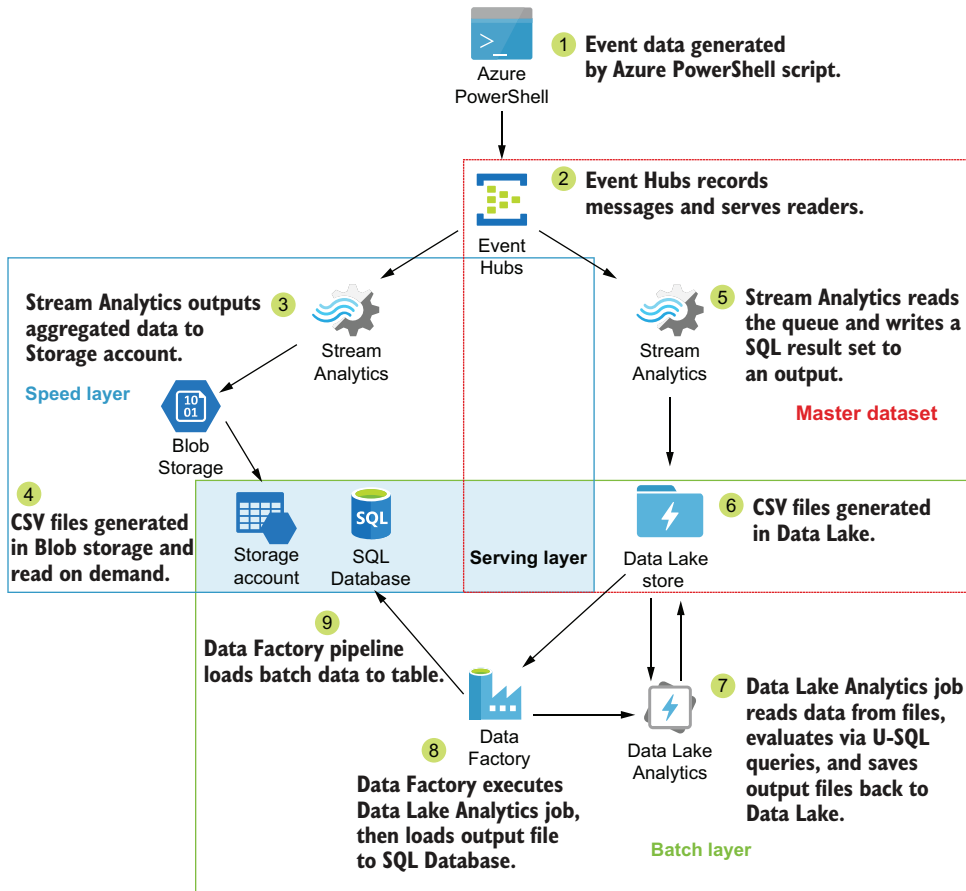 >_
Azure
PowerShell
1 Event data generated
by Azure PowerShell script.
Event
Hubs
2 Event Hubs records
messages and serves readers.
Stream Analytics outputs
aggregated data to
Storage account.
3
Stream
Analytics
Stream
Analytics
5 Stream Analytics reads
the queue and writes a
SQL result set to
an output.
Speed layer
Master dataset
10
01
Blob
Storage
4
CSV files generated
in Blob storage and
read on demand.
Storage
account
SQL
SQL
Database
Serving layer
Data Lake
store
6 CSV files generated
in Data Lake.
9
Data Factory pipeline
loads batch data to table.
Data
Factory
8
Data Factory executes
Data Lake Analytics job,
then loads output file
to SQL Database.
Data Lake
Analytics
7 Data Lake Analytics job
reads data from files,
evaluates via U-SQL
queries, and saves
output files back to
Data Lake.
Batch layer